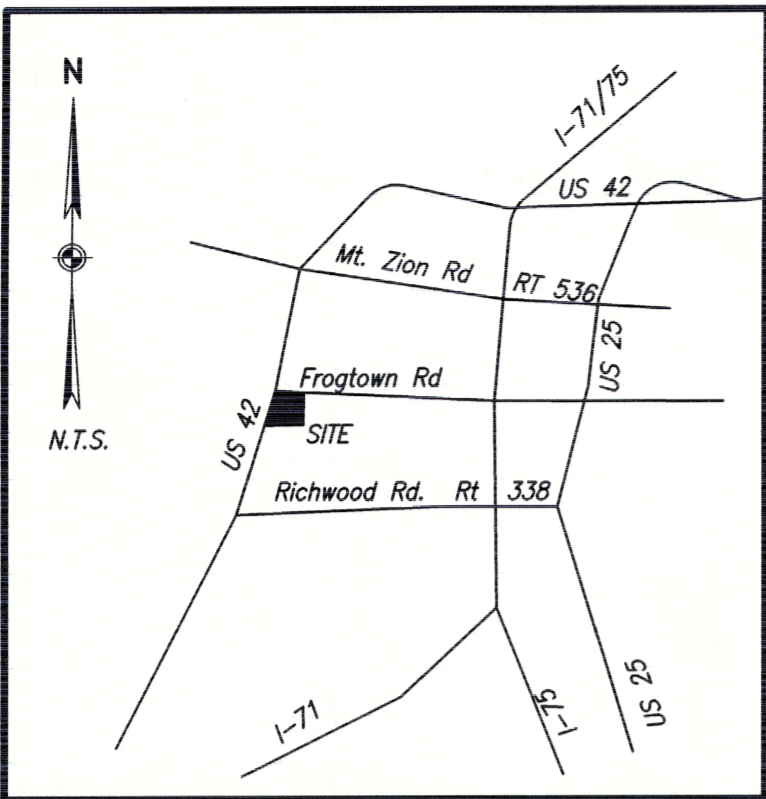 N
I-71/75
US 42
Mt. Zion Rd
RT 536
US 25
Frogtown Rd
US 42
SITE
N.T.S.
Richwood Rd. Rt 338
I-71
I-75
US 25